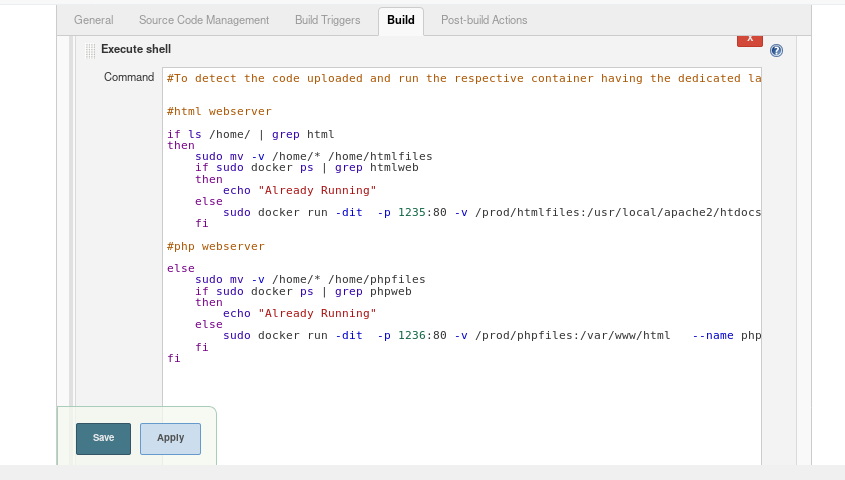 General Source Code Management Build Triggers Build Post-build Actions
Execute shell X ?
Command #To detect the code uploaded and run the respective container having the dedicated la
#html webserver
if ls /home/ | grep html
then
sudo mv -v /home/* /home/htmlfiles
if sudo docker ps | grep htmlweb
then
echo "Already Running"
else
sudo docker run -dit -p 1235:80 -v /prod/htmlfiles:/usr/local/apache2/htdocs
fi
#php webserver
else
sudo mv -v /home/* /home/phpfiles
if sudo docker ps | grep phpweb
then
echo "Already Running"
else
sudo docker run -dit -p 1236:80 -v /prod/phpfiles:/var/www/html --name php
fi
fi
Save Apply